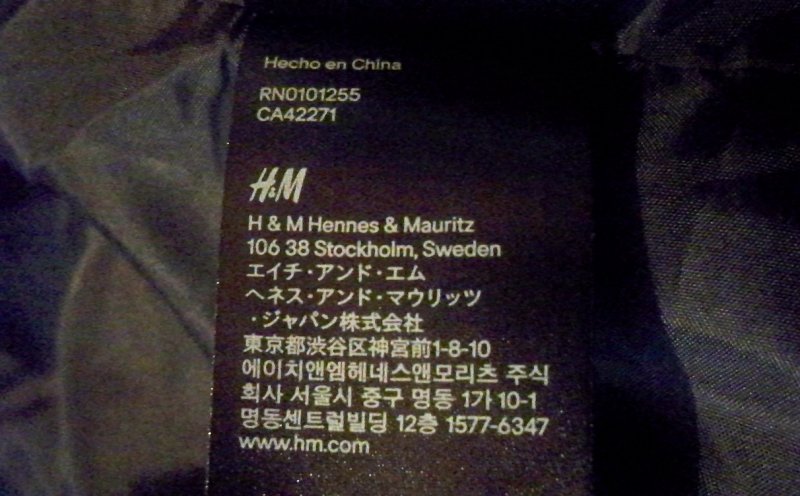 Hecho en China
RN0101255
CA42271
H&M
H & M Hennes & Mauritz
106 38 Stockholm, Sweden
エイチ・アンド・エム
ヘネス・アンド・マウリッツ
・ジャパン株式会社
東京都渋谷区神宮前1-8-10
에이치앤엠헤네스앤모리츠 주식
회사 서울시 중구 명동 1가 10-1
명동센트럴빌딩 12층 1577-6347
www.hm.com